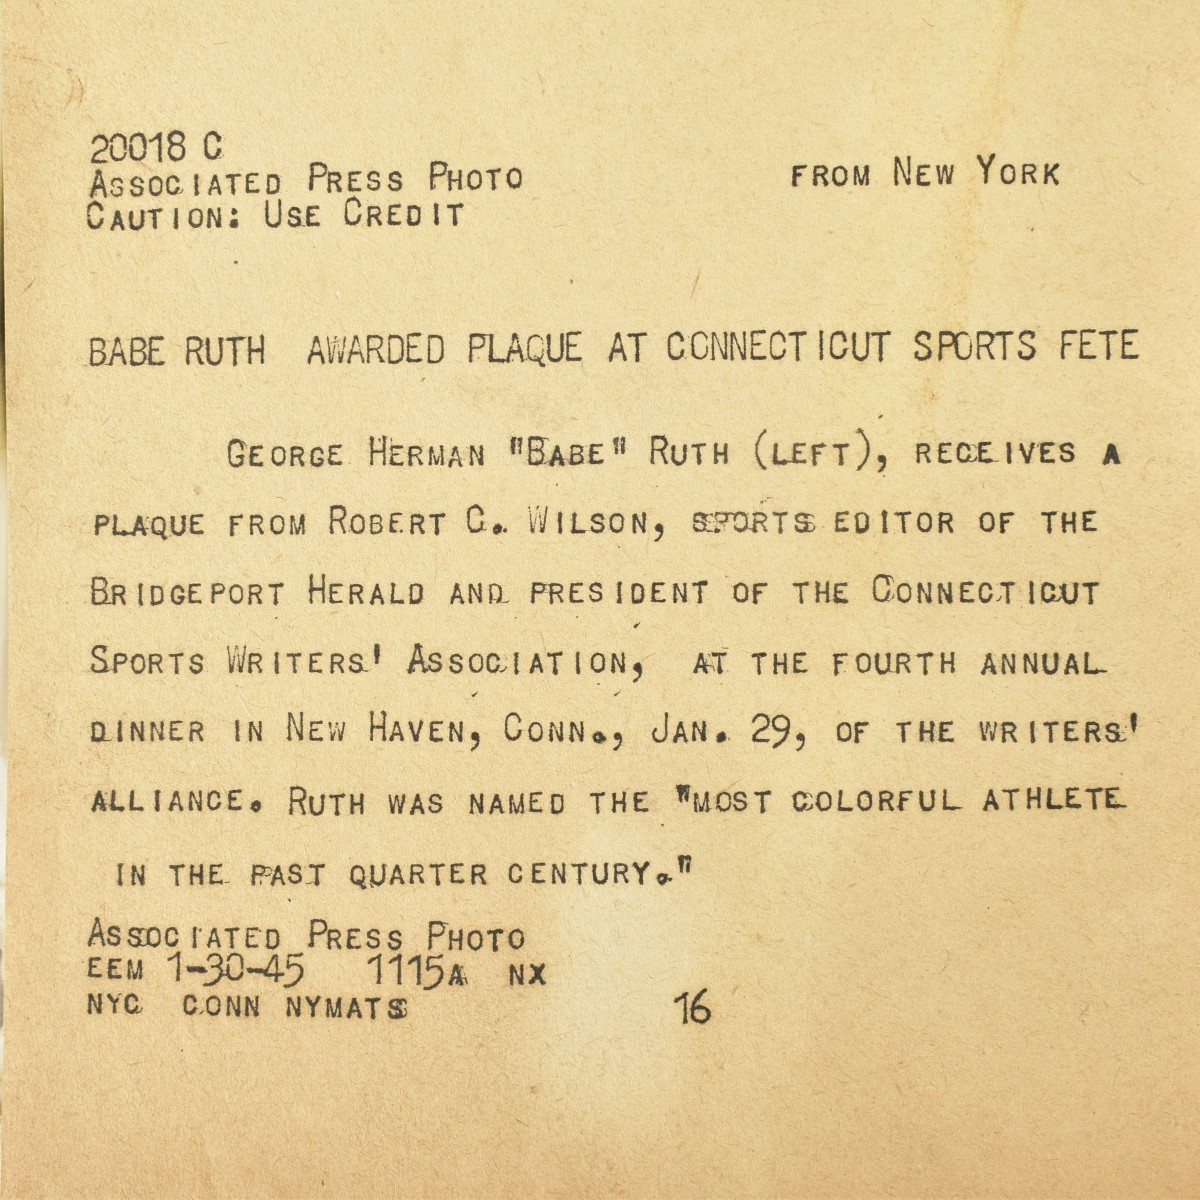 20018 C
ASSOCIATED PRESS PHOTO FROM NEW YORK
CAUTION: USE CREDIT
BABE RUTH AWARDED PLAQUE AT CONNECTICUT SPORTS FETE
GEORGE HERMAN "BABE" RUTH (LEFT), RECEIVES A
PLAQUE FROM ROBERT C. WILSON, SPORTS EDITOR OF THE
BRIDGEPORT HERALD AND PRESIDENT OF THE CONNECTICUT
SPORTS WRITERS' ASSOCIATION, AT THE FOURTH ANNUAL
DINNER IN NEW HAVEN, CONN., JAN. 29, OF THE WRITERS'
ALLIANCE. RUTH WAS NAMED THE "MOST COLORFUL ATHLETE
IN THE PAST QUARTER CENTURY."
ASSOCIATED PRESS PHOTO
EEM 1-30-45 1115A NX
NYC CONN NYMATS 16